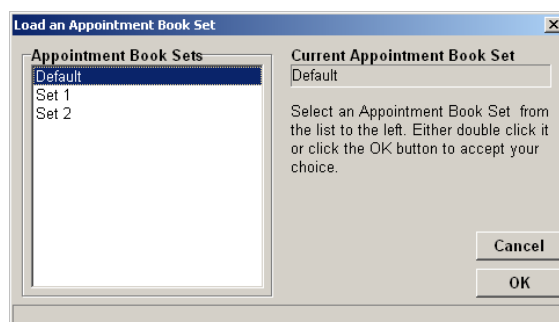 Load an Appointment Book Set
Appointment Book Sets
Default
Set 1
Set 2
Current Appointment Book Set
Default
Select an Appointment Book Set from
the list to the left. Either double click it
or click the OK button to accept your
choice.
Cancel
OK